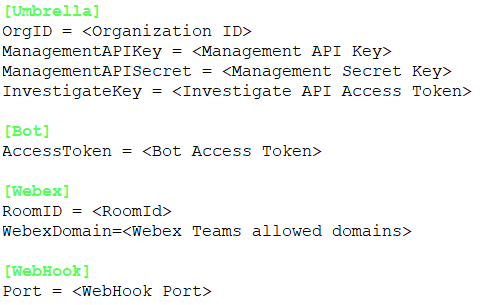 [Umbrella]
OrgID = <Organization ID>
ManagementAPIKey = <Management API Key>
ManagementAPISecret = <Management Secret Key>
InvestigateKey = <Investigate API Access Token>
[Bot]
AccessToken = <Bot Access Token>
[Webex]
RoomID = <RoomId>
WebexDomain=<Webex Teams allowed domains>
[WebHook]
Port = <WebHook Port>